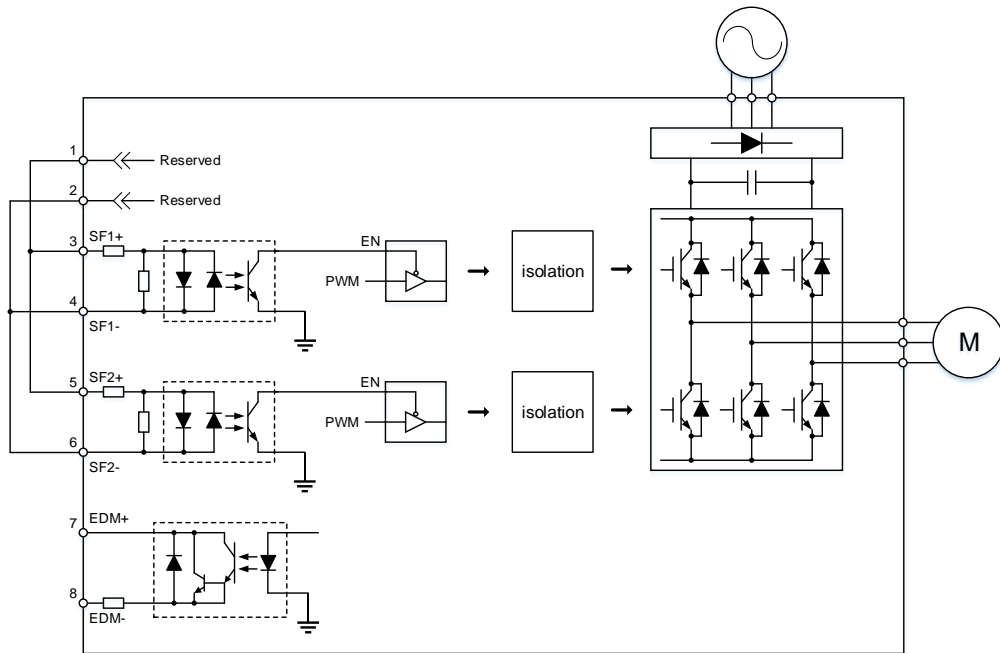 1
Reserved
2
Reserved
3
SF1+
EN
PWM
isolation
4
SF1-
M
5
SF2+
EN
PWM
isolation
6
SF2-
7
EDM+
8
EDM-